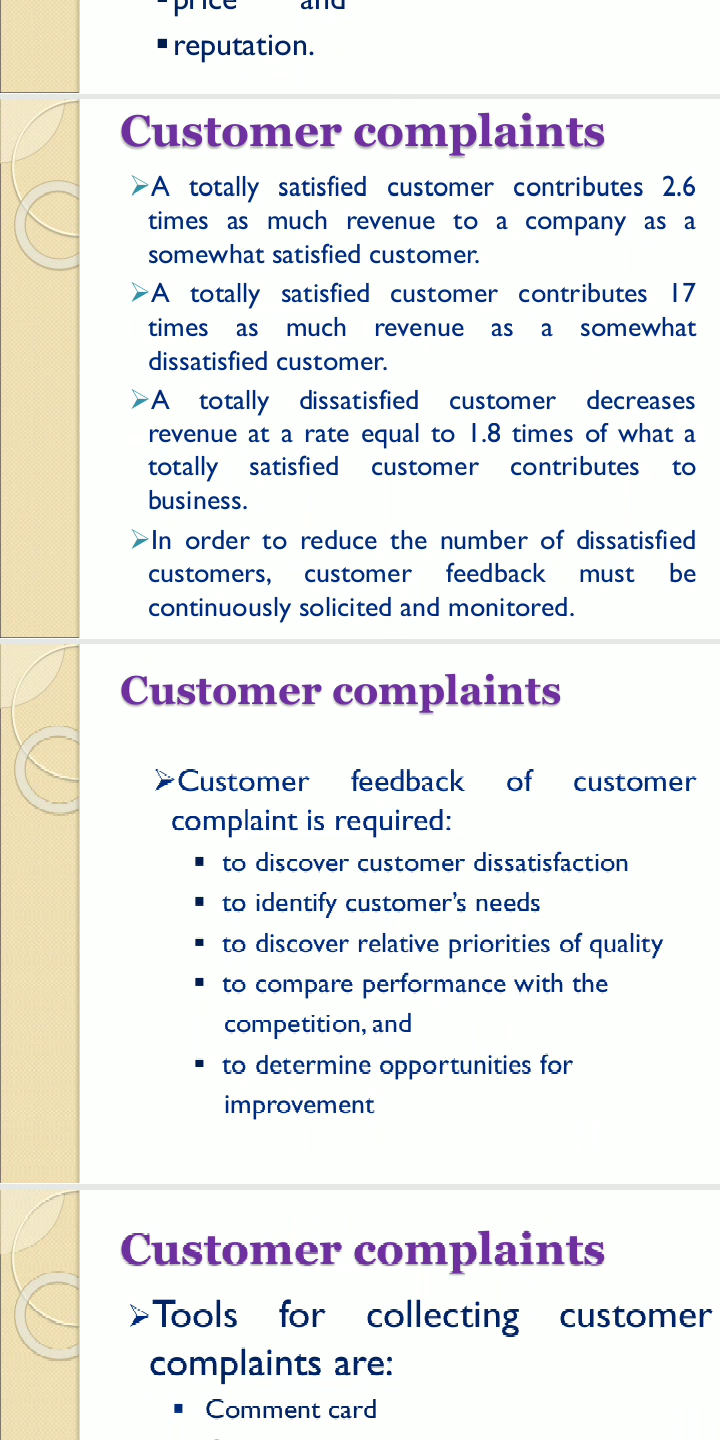 ▪price and
▪reputation.
Customer complaints
➢A totally satisfied customer contributes 2.6
times as much revenue to a company as a
somewhat satisfied customer.
➢A totally satisfied customer contributes 17
times as much revenue as a somewhat
dissatisfied customer.
➢A totally dissatisfied customer decreases
revenue at a rate equal to 1.8 times of what a
totally satisfied customer contributes to
business.
➢In order to reduce the number of dissatisfied
customers, customer feedback must be
continuously solicited and monitored.
Customer complaints
➢Customer feedback of customer
complaint is required:
▪ to discover customer dissatisfaction
▪ to identify customer’s needs
▪ to discover relative priorities of quality
▪ to compare performance with the
competition, and
▪ to determine opportunities for
improvement
Customer complaints
➢Tools for collecting customer
complaints are:
▪ Comment card